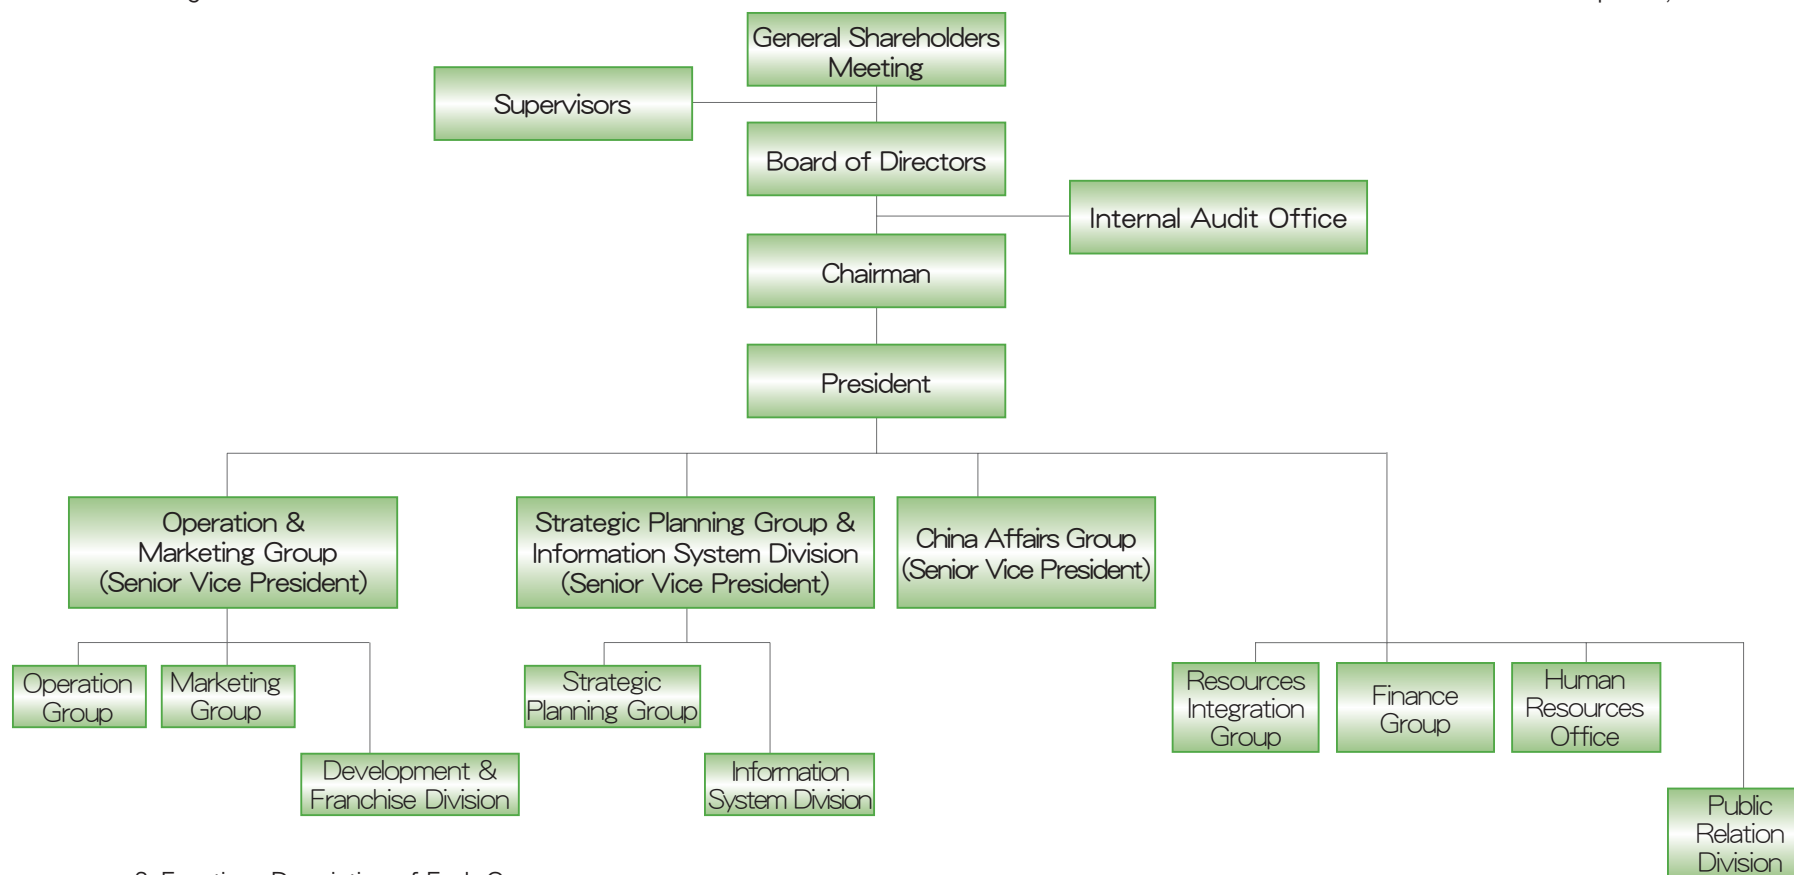 General Shareholders
Meeting
Supervisors
Board of Directors
Internal Audit Office
Chairman
President
Operation &
Marketing Group
(Senior Vice President)
Strategic Planning Group &
Information System Division
(Senior Vice President)
China Affairs Group
(Senior Vice President)
Operation
Group
Marketing
Group
Development &
Franchise Division
Strategic
Planning Group
Information
System Division
Resources
Integration
Group
Finance
Group
Human
Resources
Office
Public
Relation
Division